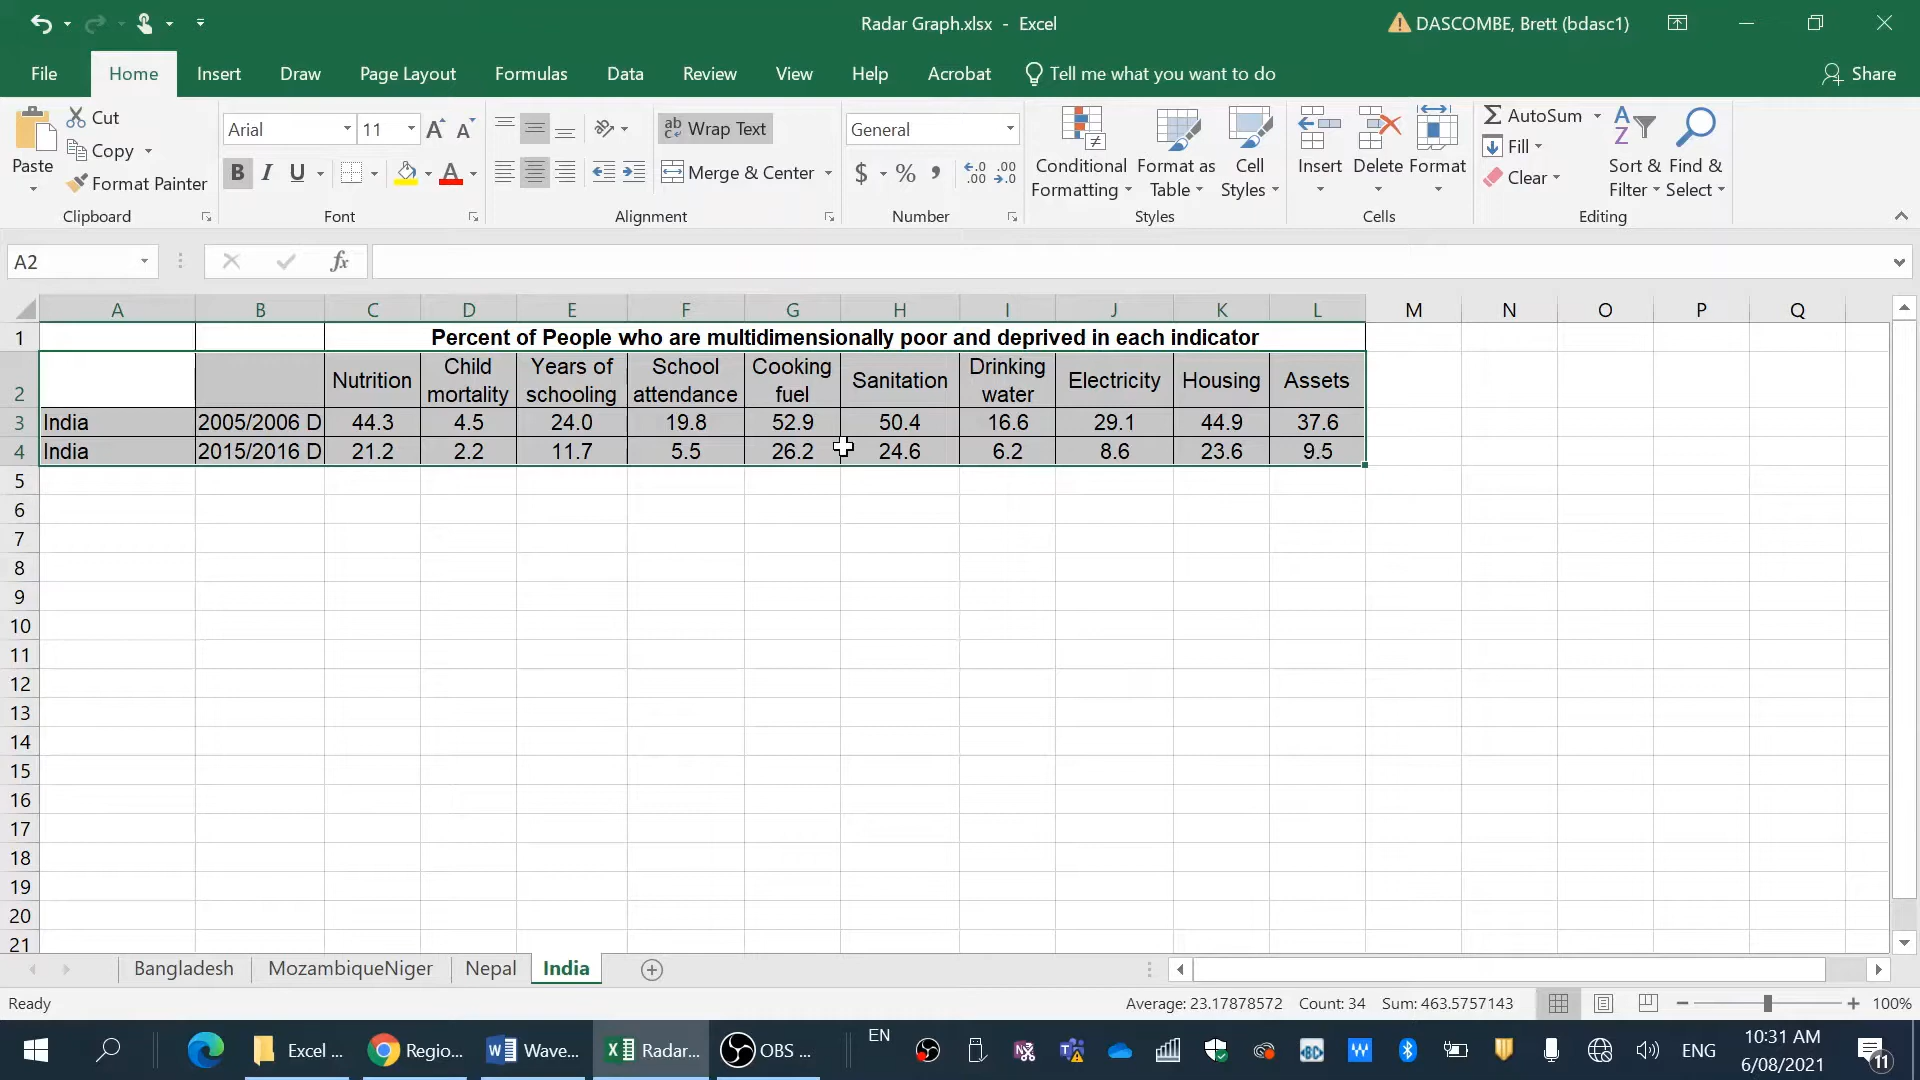 Radar Graph.xlsx - Excel
DASCOMBE, Brett (bdasc1)
File Home Insert Draw Page Layout Formulas Data Review View Help Acrobat Tell me what you want to do Share
Paste
Cut
Copy
Format Painter
Clipboard
Arial 11
B I U
Font
Wrap Text
Merge & Center
Alignment
General
$ % ,
Number
Conditional Formatting
Format as Table
Cell Styles
Styles
Insert
Delete
Format
Cells
AutoSum
Fill
Clear
Sort & Filter
Find & Select
Editing
A2
fx
A B C D E F G H I J K L M N O P Q
1 Percent of People who are multidimensionally poor and deprived in each indicator
2 Nutrition Child mortality Years of schooling School attendance Cooking fuel Sanitation Drinking water Electricity Housing Assets
3 India 2005/2006 D 44.3 4.5 24.0 19.8 52.9 50.4 16.6 29.1 44.9 37.6
4 India 2015/2016 D 21.2 2.2 11.7 5.5 26.2 24.6 6.2 8.6 23.6 9.5
5
6
7
8
9
10
11
12
13
14
15
16
17
18
19
20
21
Bangladesh MozambiqueNiger Nepal India
Ready
Average: 23.17878572 Count: 34 Sum: 463.5757143
100%
Excel ...
Regio...
Wave...
Radar...
OBS ...
EN
ENG
10:31 AM
6/08/2021
11